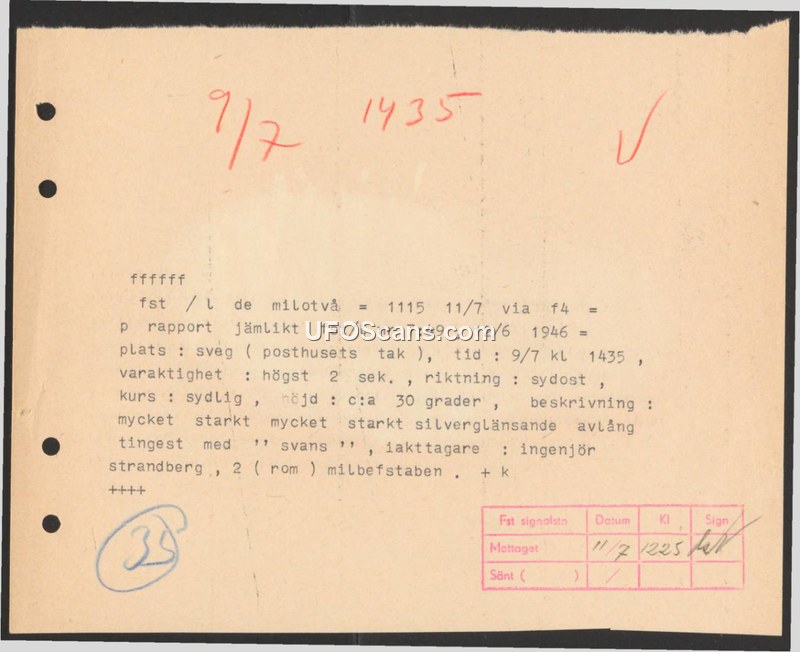 9/7 1435
ffffff
fst / l de milotvå = 1115 11/7 via f4 =
p rapport jämlikt /6 1946 =
UFOScans.com
plats : sveg ( posthusets tak ), tid : 9/7 kl 1435 ,
varaktighet : högst 2 sek. , riktning : sydost ,
kurs : sydlig , höjd : c:a 30 grader , beskrivning :
mycket starkt mycket starkt silverglänsande avlång
tingest med '' svans '' , iakttagare : ingenjör
strandberg , 2 ( rom ) milbefstaben . + k
++++
35
Fst signalstn Datum Kl Sign
Mottaget 11/7 1225
Sänt ( ) /